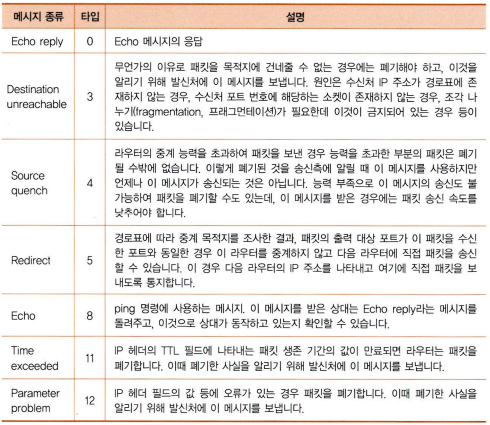 메시지 종류 타입 설명
Echo reply 0 Echo 메시지의 응답
무언가의 이유로 패킷을 목적지에 건네줄 수 없는 경우에는 폐기해야 하고, 이것을
Destination 알리기 위해 발신처에 이 메시지를 보냅니다. 원인은 수신처 IP 주소가 경로표에 존
unreachable 3 재하지 않는 경우, 수신처 포트 번호에 해당하는 소켓이 존재하지 않는 경우, 조각 나
누기(fragmentation, 프래그먼테이션)가 필요한데 이것이 금지되어 있는 경우 등이
있습니다.
라우터의 중계 능력을 초과하여 패킷을 보낸 경우 능력을 초과한 부분의 패킷은 폐기
될 수밖에 없습니다. 이렇게 폐기된 것을 송신측에 알릴 때 이 메시지를 사용하지만
Source quench 4 언제나 이 메시지가 송신되는 것은 아닙니다. 능력 부족으로 이 메시지의 송신도 불
가능하여 패킷을 폐기할 수도 있는데, 이 메시지를 받은 경우에는 패킷 송신 속도를
낮추어야 합니다.
경로표에 따라 중계 목적지를 조사한 결과, 패킷의 출력 대상 포트가 이 패킷을 수신
한 포트와 동일한 경우 이 라우터를 중계하지 않고 다음 라우터에 직접 패킷을 송신
Redirect 5 할 수 있습니다. 이 경우 다음 라우터의 IP 주소를 나타내고 여기에 직접 패킷을 보
내도록 통지합니다.
Echo 8 ping 명령에 사용하는 메시지. 이 메시지를 받은 상대는 Echo reply라는 메시지를
돌려주고, 이것으로 상대가 동작하고 있는지 확인할 수 있습니다.
Time 11 IP 헤더의 TTL 필드에 나타내는 패킷 생존 기간의 값이 만료되면 라우터는 패킷을
exceeded 폐기합니다. 이때 폐기한 사실을 알리기 위해 발신처에 이 메시지를 보냅니다.
Parameter 12 IP 헤더 필드의 값 등에 오류가 있는 경우 패킷을 폐기합니다. 이때 폐기한 사실을
problem 알리기 위해 발신처에 이 메시지를 보냅니다.